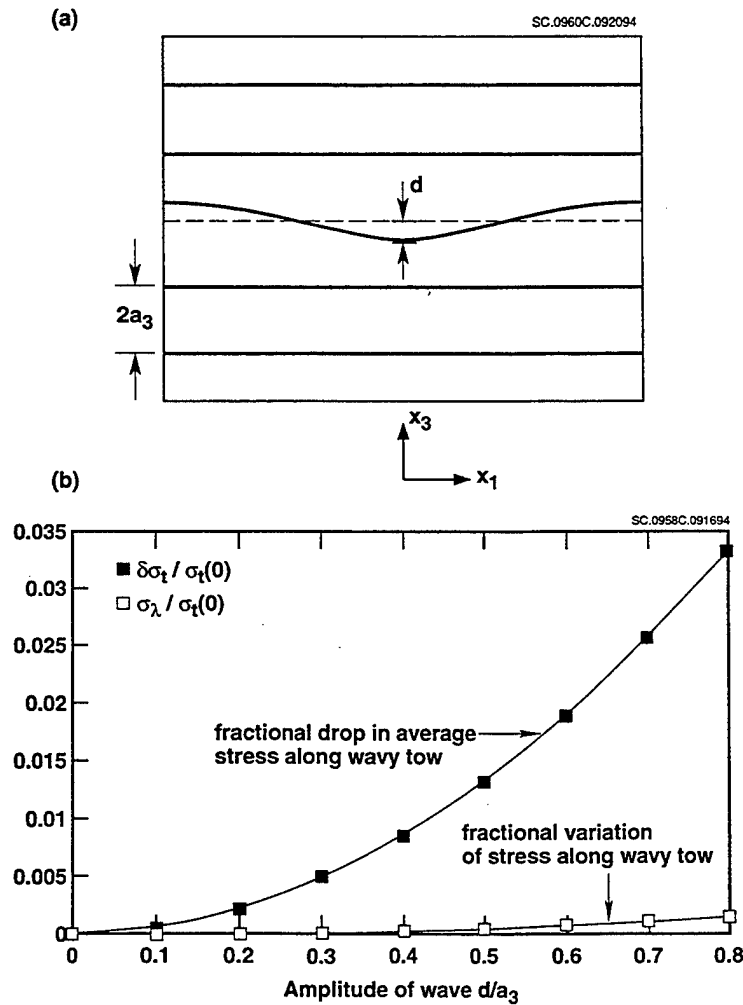 (a)
SC.0960C.092094
d
2a3
x3
x1
(b)
SC.0958C.091694
0.035
0.03
0.025
0.02
0.015
0.01
0.005
0
■ δσt / σt(0)
□ σλ / σt(0)
fractional drop in average
stress along wavy tow
fractional variation
of stress along wavy tow
0 0.1 0.2 0.3 0.4 0.5 0.6 0.7 0.8
Amplitude of wave d/a3